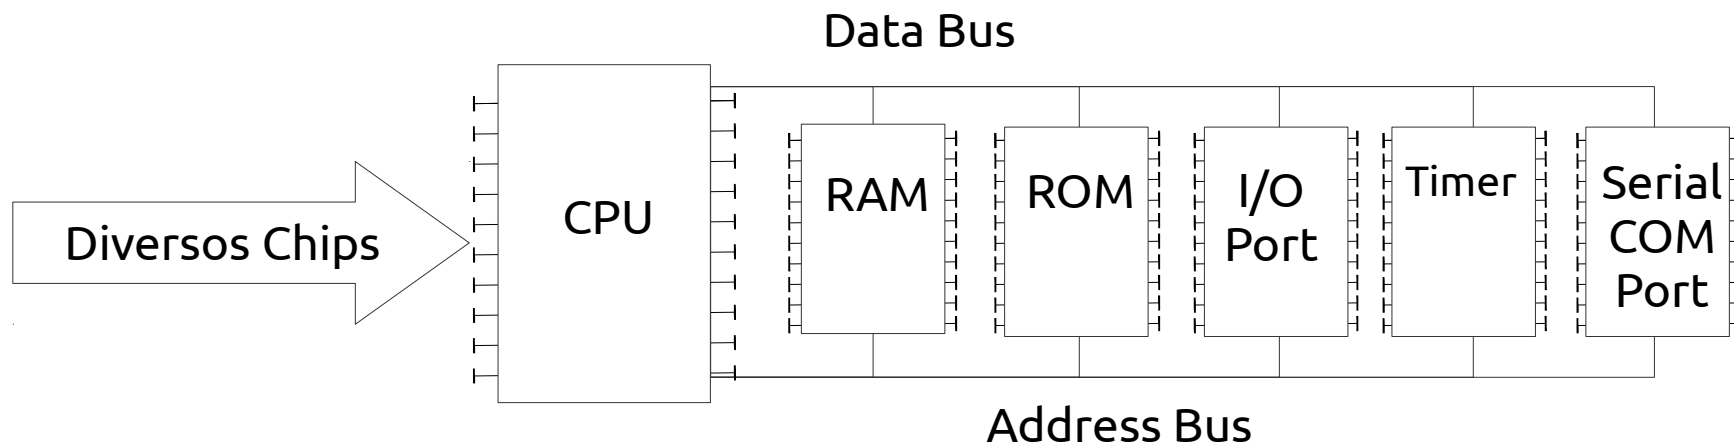 Data Bus
Diversos Chips
CPU
RAM
ROM
I/O
Port
Timer
Serial
COM
Port
Address Bus